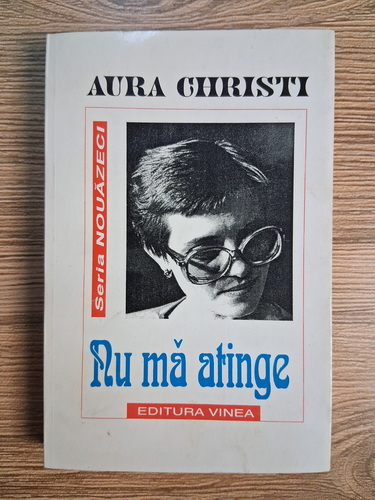 AURA CHRISTI
Seria NOUĂZECI
Nu mă atinge
EDITURA VINEA